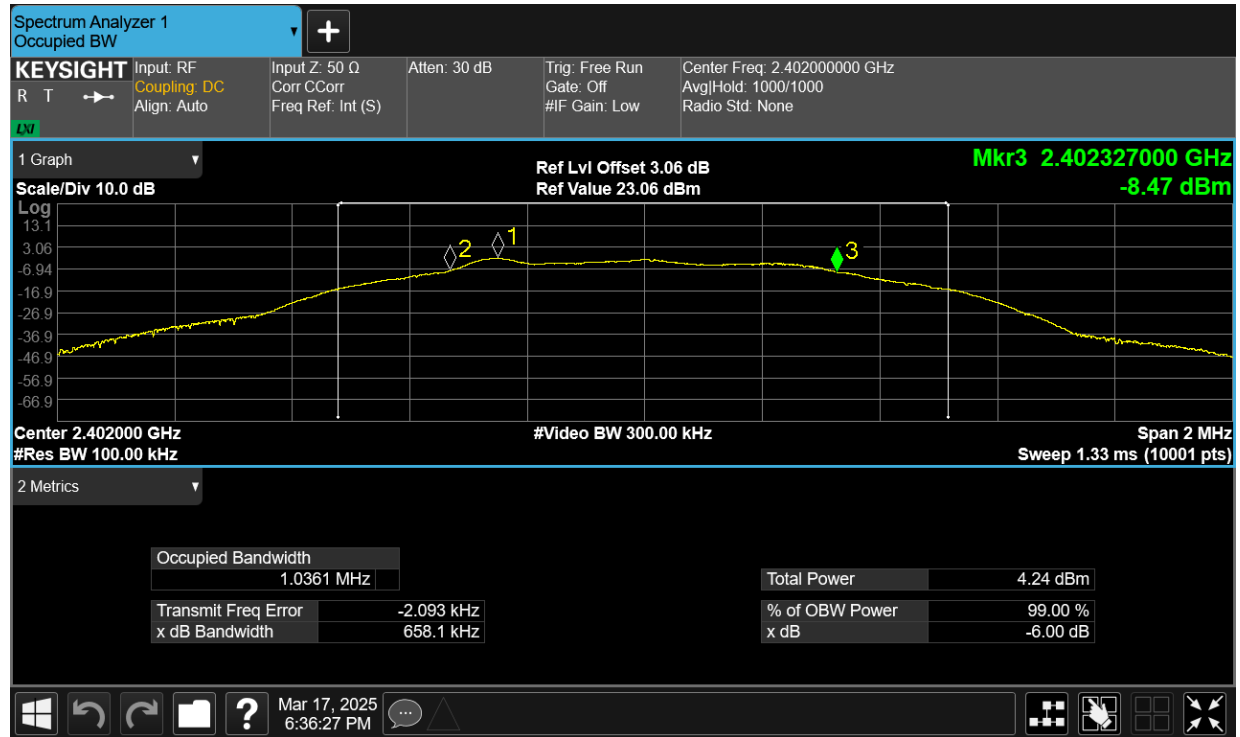 Spectrum Analyzer 1
Occupied BW
+
KEYSIGHT
R T
LXI
Input: RF
Coupling: DC
Align: Auto
Input Z: 50 Ω
Corr CCorr
Freq Ref: Int (S)
Atten: 30 dB
Trig: Free Run
Gate: Off
#IF Gain: Low
Center Freq: 2.402000000 GHz
Avg|Hold: 1000/1000
Radio Std: None
1 Graph
Scale/Div 10.0 dB
Ref Lvl Offset 3.06 dB
Ref Value 23.06 dBm
Mkr3 2.402327000 GHz
-8.47 dBm
Log
13.1
3.06
-6.94
-16.9
-26.9
-36.9
-46.9
-56.9
-66.9
2
1
3
Center 2.402000 GHz
#Video BW 300.00 kHz
Span 2 MHz
#Res BW 100.00 kHz
Sweep 1.33 ms (10001 pts)
2 Metrics
Occupied Bandwidth
1.0361 MHz
Total Power 4.24 dBm
Transmit Freq Error -2.093 kHz
% of OBW Power 99.00 %
x dB Bandwidth 658.1 kHz
x dB -6.00 dB
?
Mar 17, 2025
6:36:27 PM